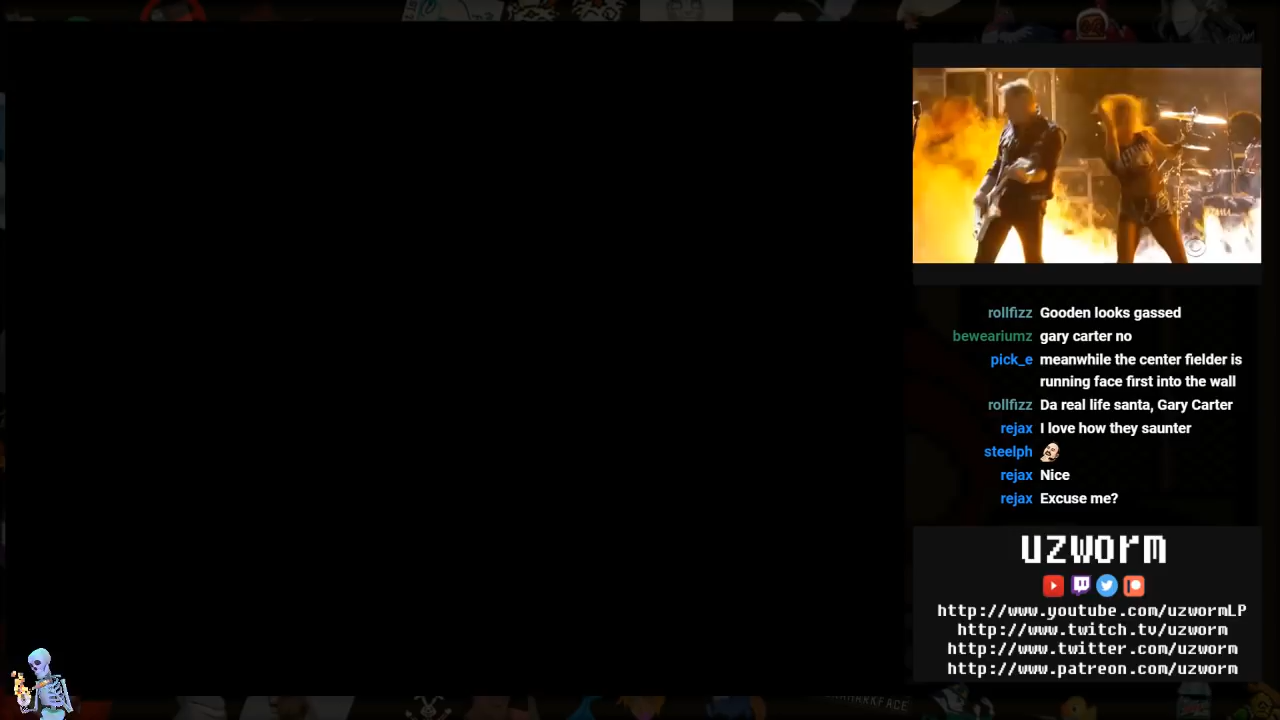 rollfizz Gooden looks gassed
beweariumz gary carter no
pick_e meanwhile the center fielder is
running face first into the wall
rollfizz Da real life santa, Gary Carter
rejax I love how they saunter
steelph
rejax Nice
rejax Excuse me?
uzworm
http://www.youtube.com/uzwormLP
http://www.twitch.tv/uzworm
http://www.twitter.com/uzworm
http://www.patreon.com/uzworm